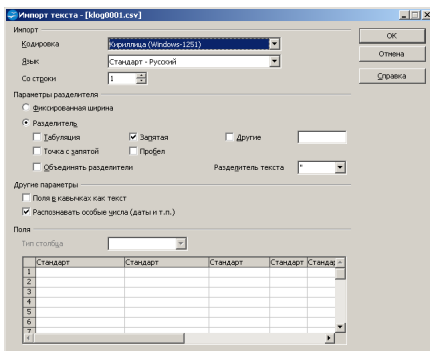 Импорт текста - [klog0001.csv]
Импорт
Кодировка Кириллица (Windows-1251)
Язык Стандарт - Русский
Со строки 1
OK
Отмена
Справка
Параметры разделителя
Фиксированная ширина
Разделитель
Табуляция Запятая Другие
Точка с запятой Пробел
Объединять разделители Разделитель текста "
Другие параметры
Поля в кавычках как текст
Распознавать особые числа (даты и т.п.)
Поля
Тип столбца
Стандарт Стандарт Стандарт Стандарт Стандар
1
2
3
4
5
6
7